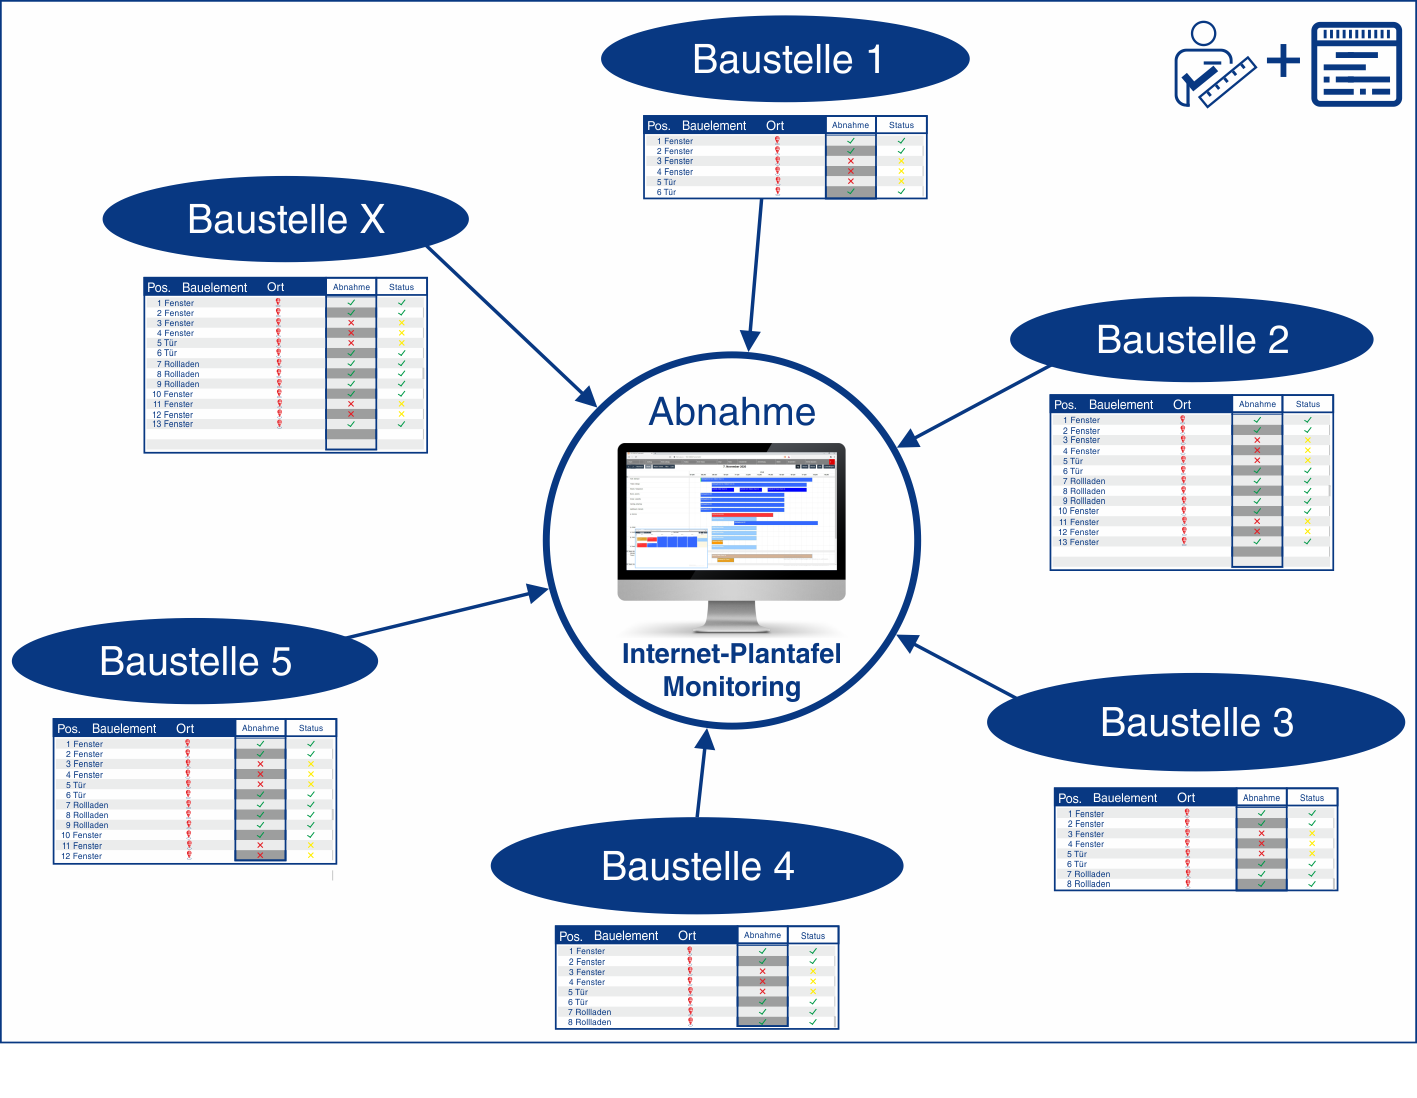 Baustelle 1
Pos. Bauelement Ort Abnahme Status
1 Fenster
2 Fenster
3 Fenster
4 Fenster
5 Tür
6 Tür
Baustelle X
Pos. Bauelement Ort Abnahme Status
1 Fenster
2 Fenster
3 Fenster
4 Fenster
5 Tür
6 Tür
7 Rollladen
8 Rollladen
9 Rollladen
10 Fenster
11 Fenster
12 Fenster
13 Fenster
Baustelle 2
Pos. Bauelement Ort Abnahme Status
1 Fenster
2 Fenster
3 Fenster
4 Fenster
5 Tür
6 Tür
7 Rollladen
8 Rollladen
9 Rollladen
10 Fenster
11 Fenster
12 Fenster
13 Fenster
Abnahme
Internet-Plantafel
Monitoring
Baustelle 5
Pos. Bauelement Ort Abnahme Status
1 Fenster
2 Fenster
3 Fenster
4 Fenster
5 Tür
6 Tür
7 Rollladen
8 Rollladen
9 Rollladen
10 Fenster
11 Fenster
12 Fenster
Baustelle 3
Pos. Bauelement Ort Abnahme Status
1 Fenster
2 Fenster
3 Fenster
4 Fenster
5 Tür
6 Tür
7 Rollladen
8 Rollladen
Baustelle 4
Pos. Bauelement Ort Abnahme Status
1 Fenster
2 Fenster
3 Fenster
4 Fenster
5 Tür
6 Tür
7 Rollladen
8 Rollladen